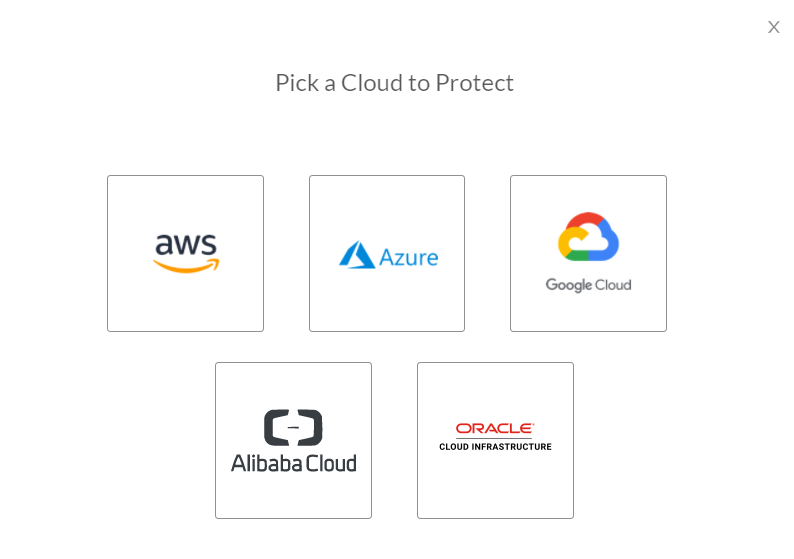 X
Pick a Cloud to Protect
aws
Azure
Google Cloud
Alibaba Cloud
ORACLE
CLOUD INFRASTRUCTURE